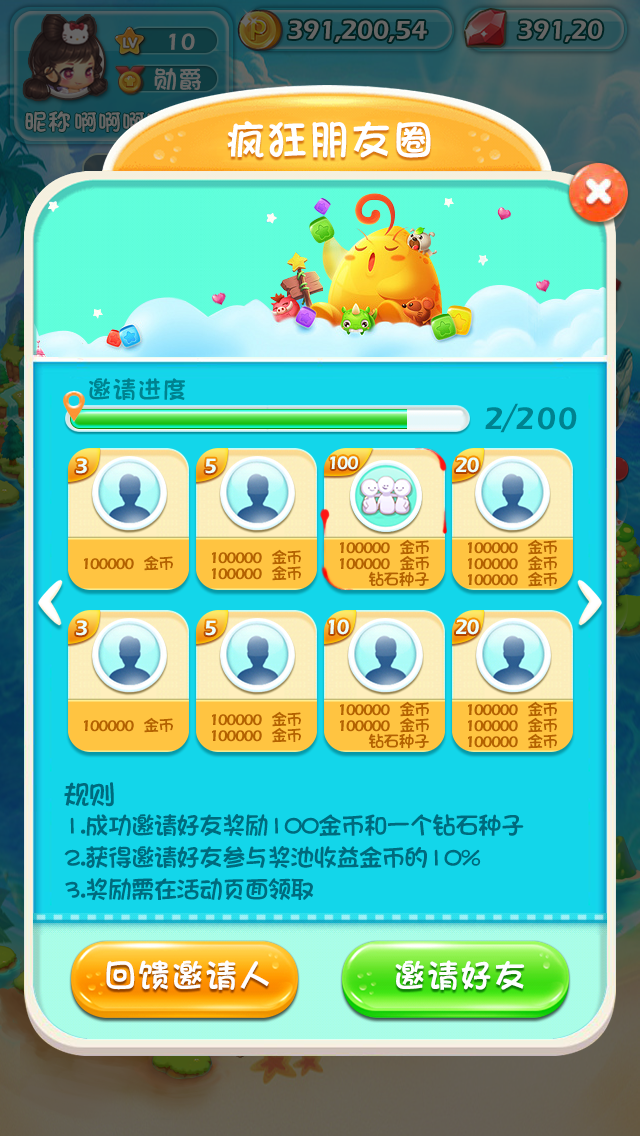 LV 10
391,200,54
391,20
勋爵
昵称啊啊啊
疯狂朋友圈
邀请进度
2/200
3
100000 金币
5
100000 金币
100000 金币
100
100000 金币
100000 金币
钻石种子
20
100000 金币
100000 金币
100000 金币
3
100000 金币
5
100000 金币
100000 金币
10
100000 金币
100000 金币
钻石种子
20
100000 金币
100000 金币
100000 金币
规则
1.成功邀请好友奖励100金币和一个钻石种子
2.获得邀请好友参与奖池收益金币的10%
3.奖励需在活动页面领取
回馈邀请人
邀请好友